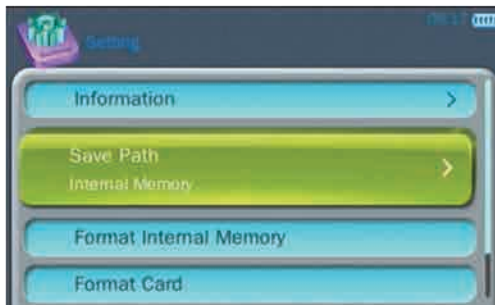 Setting
Information
Save Path
Internal Memory
Format Internal Memory
Format Card